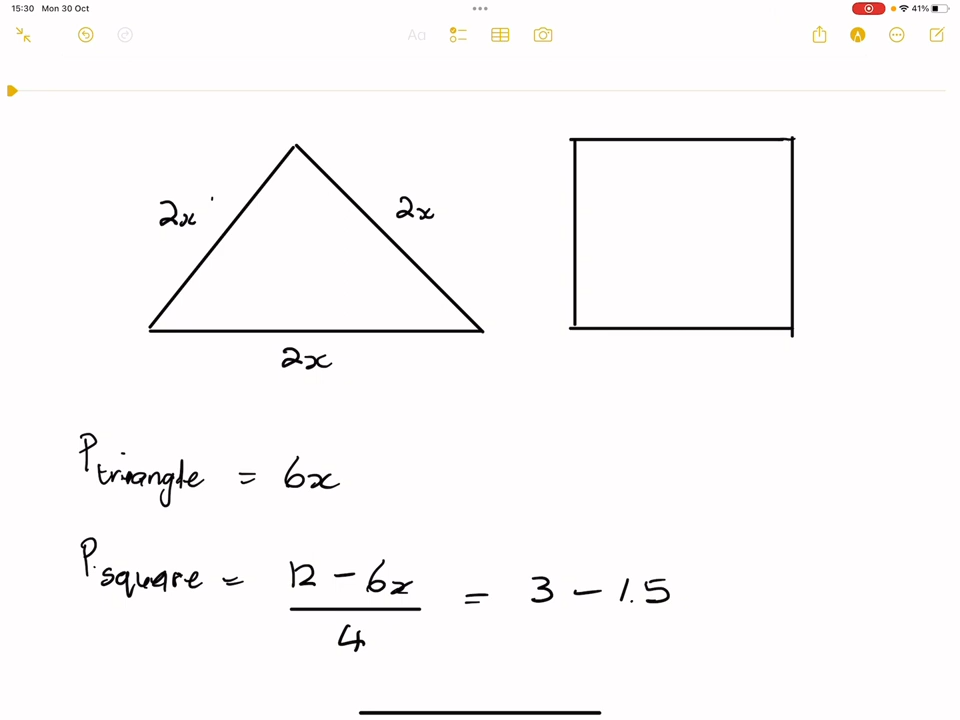 15:30 Mon 30 Oct 41%
Aa
2x 2x
2x
P triangle = 6x
P. square = 12 - 6x / 4 = 3 - 1.5